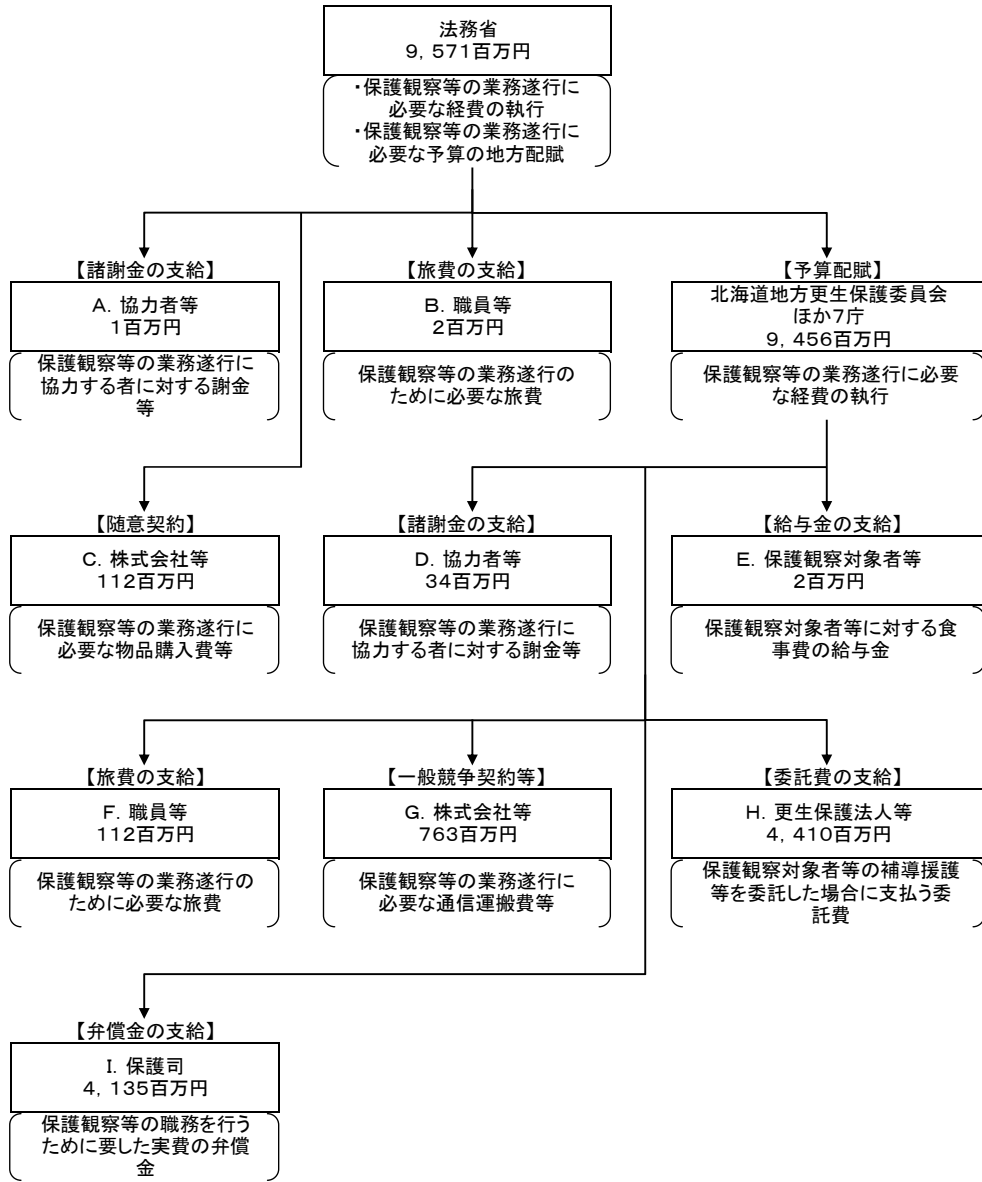 法務省
9，571百万円
・保護観察等の業務遂行に
必要な経費の執行
・保護観察等の業務遂行に
必要な予算の地方配賦
【諸謝金の支給】
A．協力者等
1百万円
保護観察等の業務遂行に
協力する者に対する謝金
等
【旅費の支給】
B．職員等
2百万円
保護観察等の業務遂行の
ために必要な旅費
【予算配賦】
北海道地方更生保護委員会
ほか7庁
9，456百万円
保護観察等の業務遂行に必要
な経費の執行
【随意契約】
C．株式会社等
112百万円
保護観察等の業務遂行に
必要な物品購入費等
【諸謝金の支給】
D．協力者等
34百万円
保護観察等の業務遂行に
協力する者に対する謝金等
【給与金の支給】
E．保護観察対象者等
2百万円
保護観察対象者等に対する食
事費の給与金
【旅費の支給】
F．職員等
112百万円
保護観察等の業務遂行の
ために必要な旅費
【一般競争契約等】
G．株式会社等
763百万円
保護観察等の業務遂行に
必要な通信運搬費等
【委託費の支給】
H．更生保護法人等
4，410百万円
保護観察対象者等の補導援護
等を委託した場合に支払う委
託費
【弁償金の支給】
I．保護司
4，135百万円
保護観察等の職務を行う
ために要した実費の弁償
金